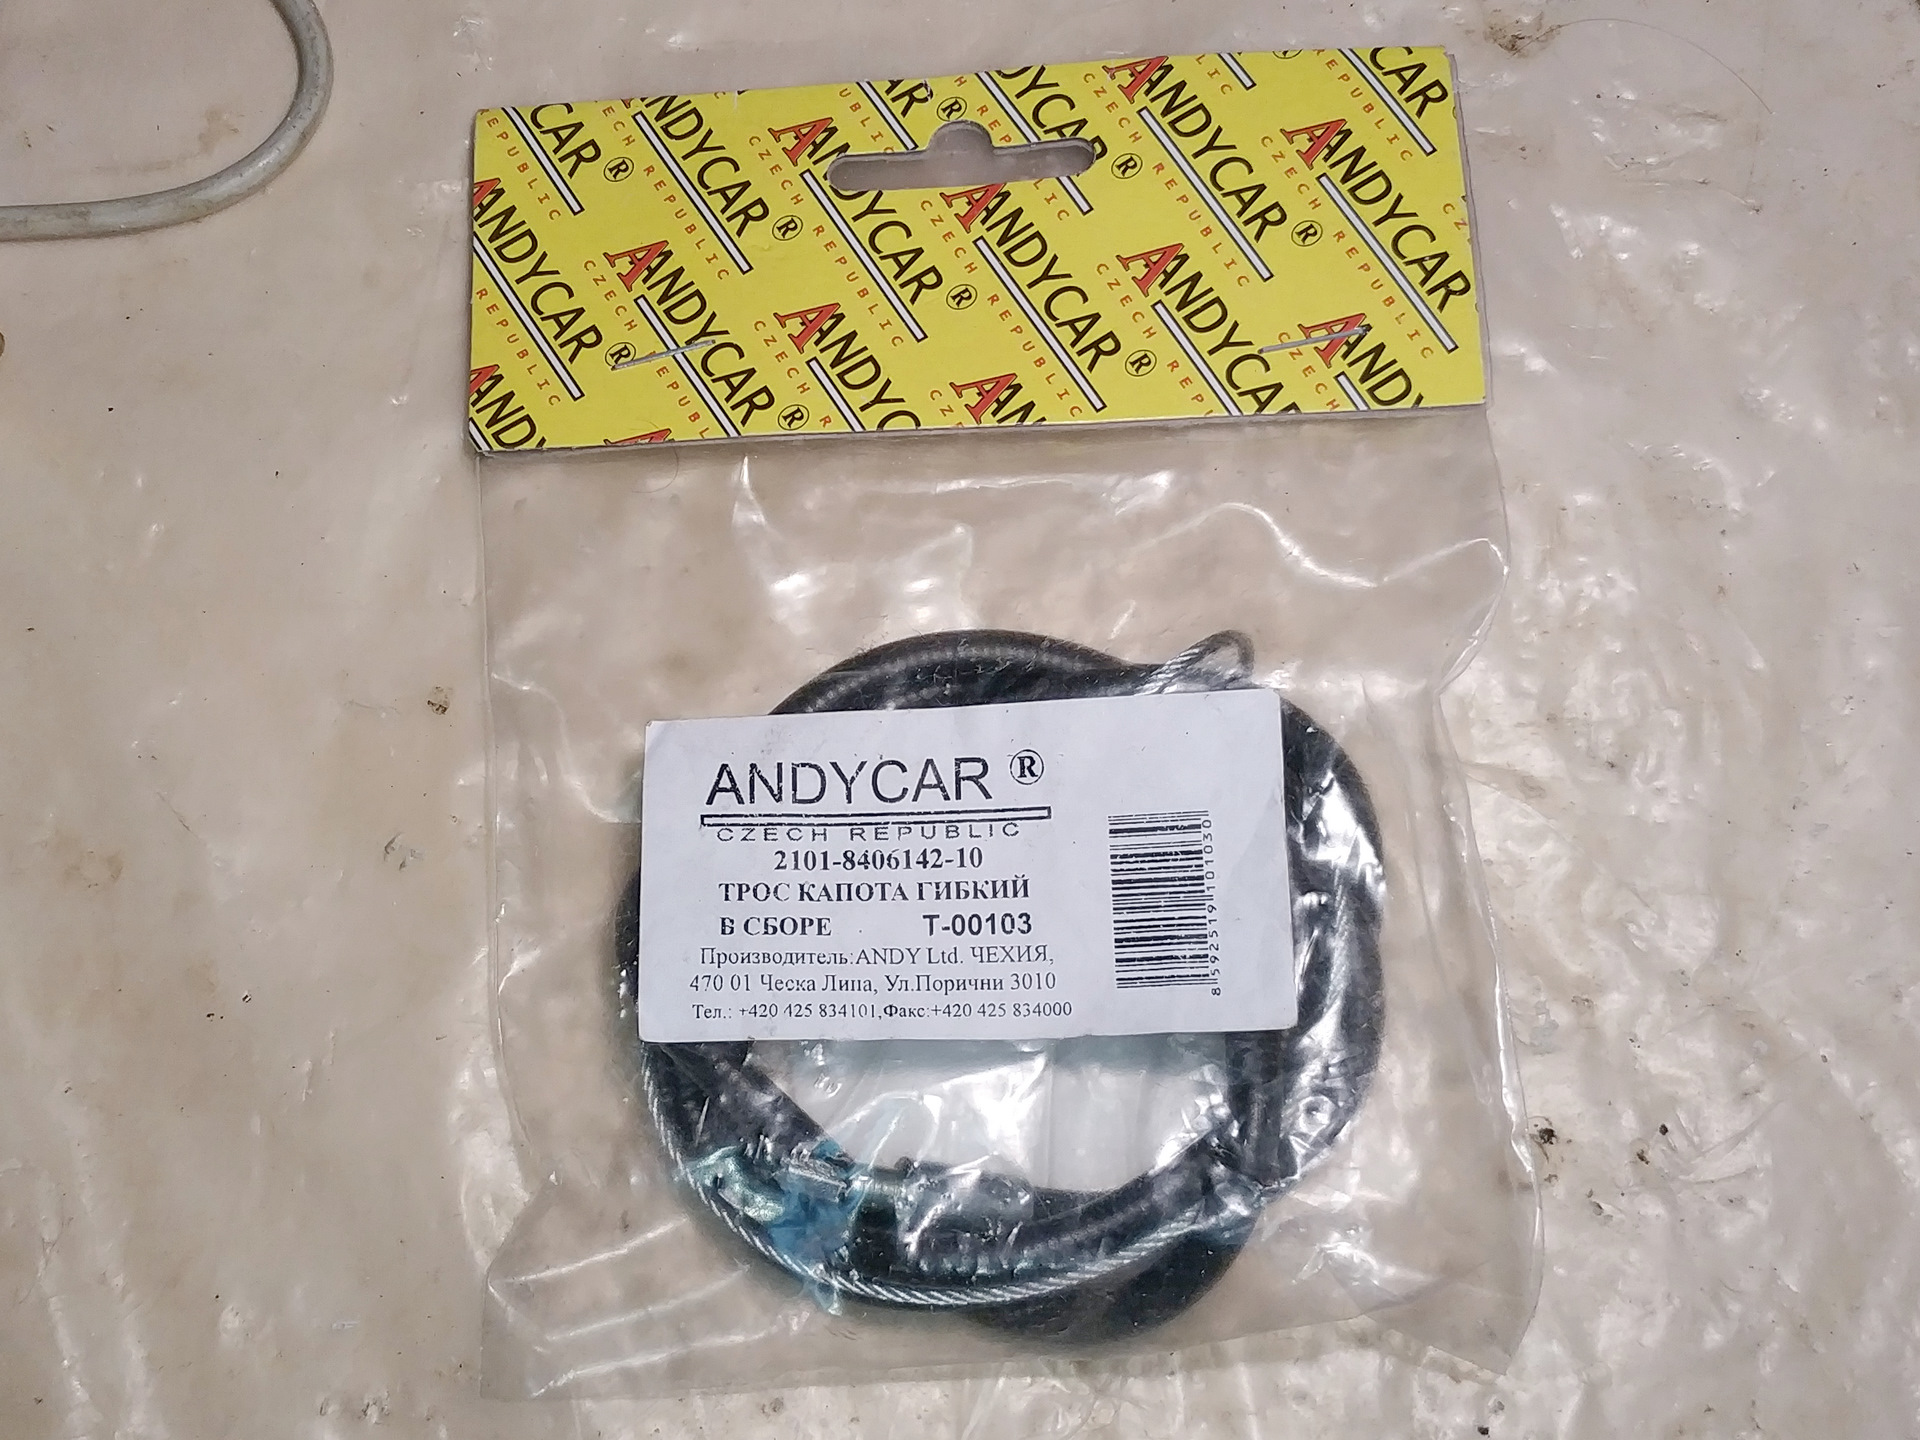 ANDYCAR ®
CZECH REPUBLIC
ANDYCAR ®
CZECH REPUBLIC
2101-8406142-10
ТРОС КАПОТА ГИБКИЙ
В СБОРЕ Т-00103
Производитель:ANDY Ltd. ЧЕХИЯ,
470 01 Ческа Липа, Ул.Порични 3010
Тел.: +420 425 834101,Факс:+420 425 834000
8592519101030